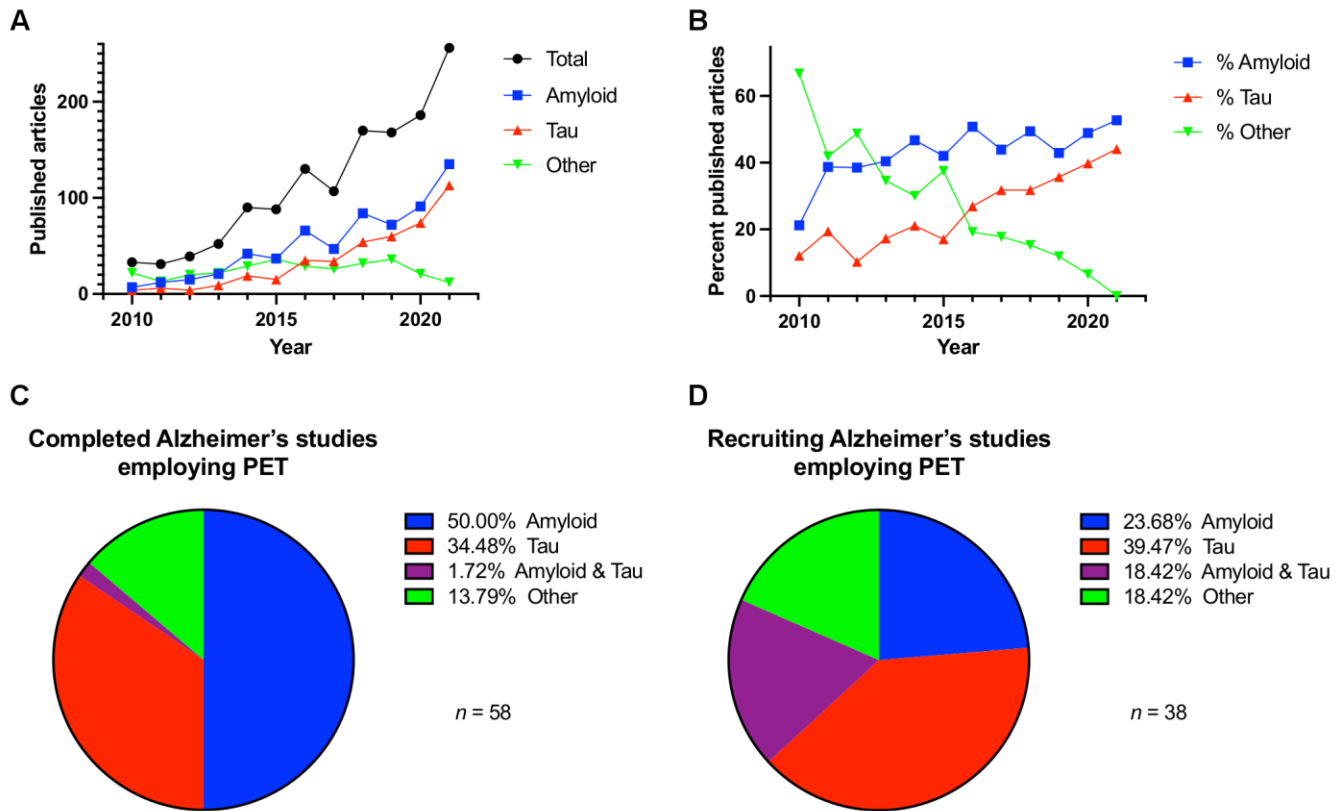 A
Published articles
200
100
0
2010
2015
2020
Year
Total
Amyloid
Tau
Other
B
Percent published articles
60
40
20
0
2010
2015
2020
Year
% Amyloid
% Tau
% Other
C
Completed Alzheimer's studies
employing PET
50.00% Amyloid
34.48% Tau
1.72% Amyloid & Tau
13.79% Other
n = 58
D
Recruiting Alzheimer's studies
employing PET
23.68% Amyloid
39.47% Tau
18.42% Amyloid & Tau
18.42% Other
n = 38